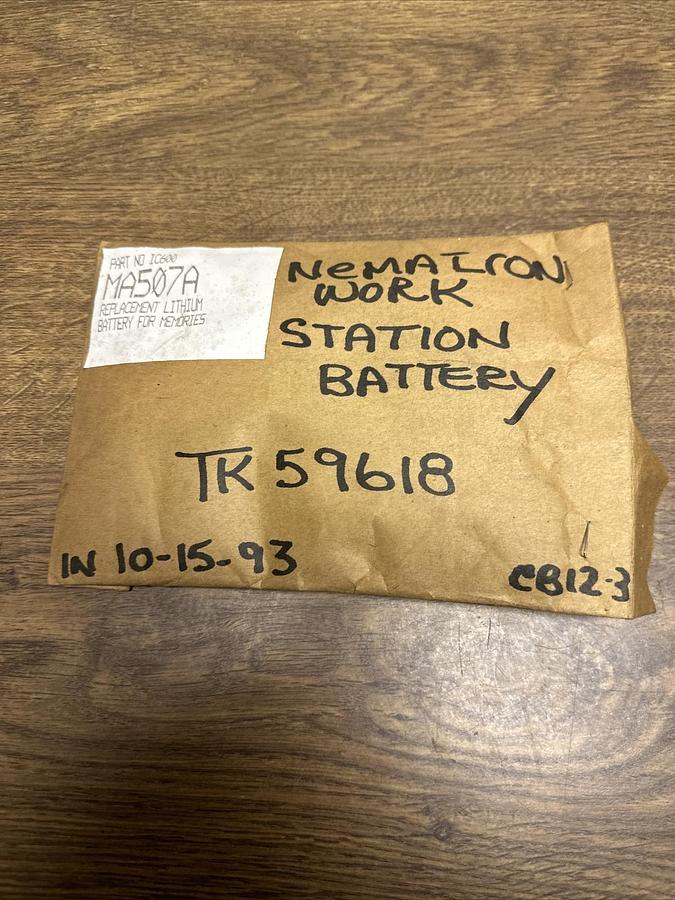 PART NO IC600
MA507A
REPLACEMENT LITHIUM
BATTERY FOR MEMORIES
NEMATRON
WORK
STATION
BATTERY
TK 59618
IN 10-15-93
CB12-3